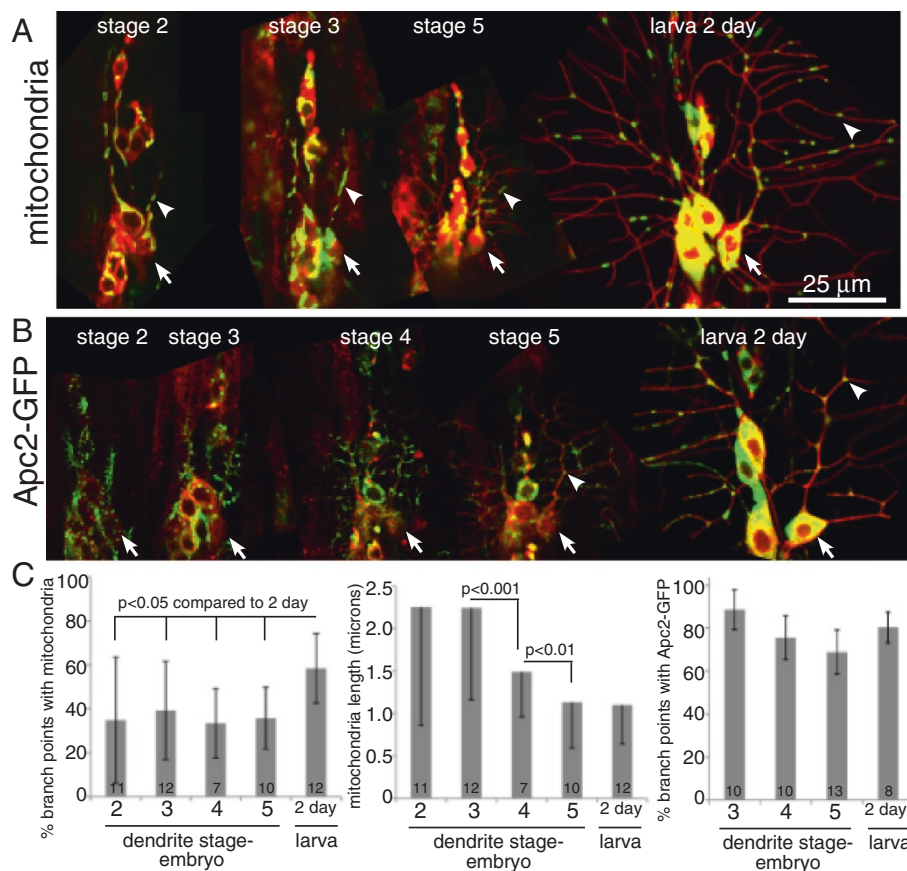 A
stage 2
stage 3
stage 5
larva 2 day
mitochondria
25 μm
B
stage 2
stage 3
stage 4
stage 5
larva 2 day
Apc2-GFP
C
% branch points with mitochondria
100
80
60
40
20
0
p<0.05 compared to 2 day
11
12
7
10
12
2
3
4
5
2 day
dendrite stage-
embryo
larva
mitochondria length (microns)
2.5
2.0
1.5
1.0
0.5
0
p<0.001
p<0.01
11
12
7
10
12
2
3
4
5
2 day
dendrite stage-
embryo
larva
% branch points with Apc2-GFP
100
80
60
40
20
0
10
10
13
8
3
4
5
2 day
dendrite stage-
embryo
larva